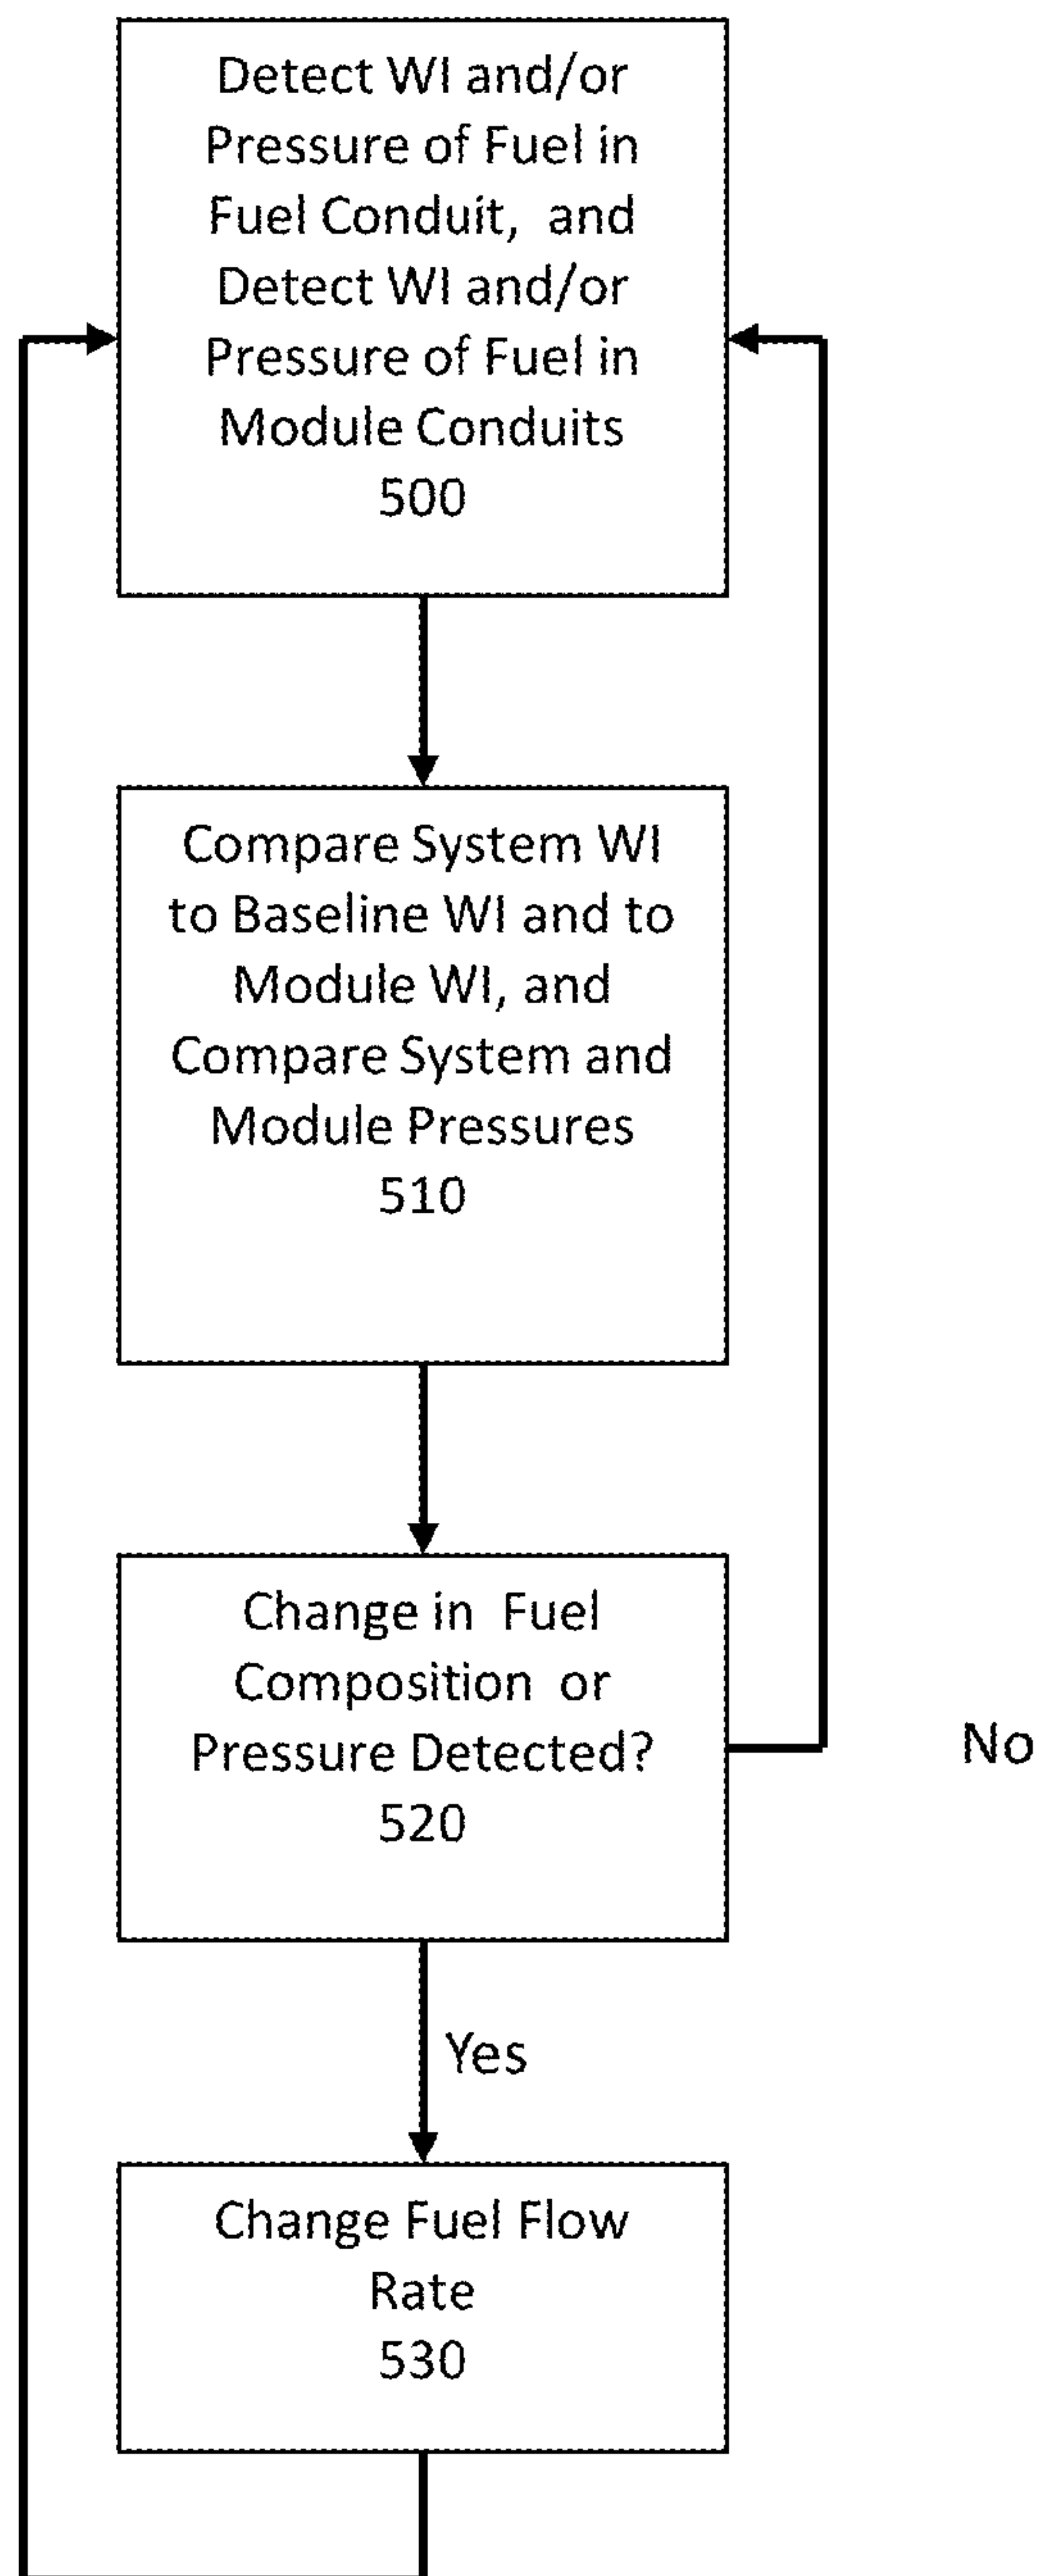 Detect WI and/or
Pressure of Fuel in
Fuel Conduit, and
Detect WI and/or
Pressure of Fuel in
Module Conduits
500
Compare System WI
to Baseline WI and to
Module WI, and
Compare System and
Module Pressures
510
Change in Fuel
Composition or
Pressure Detected?
520
No
Yes
Change Fuel Flow
Rate
530